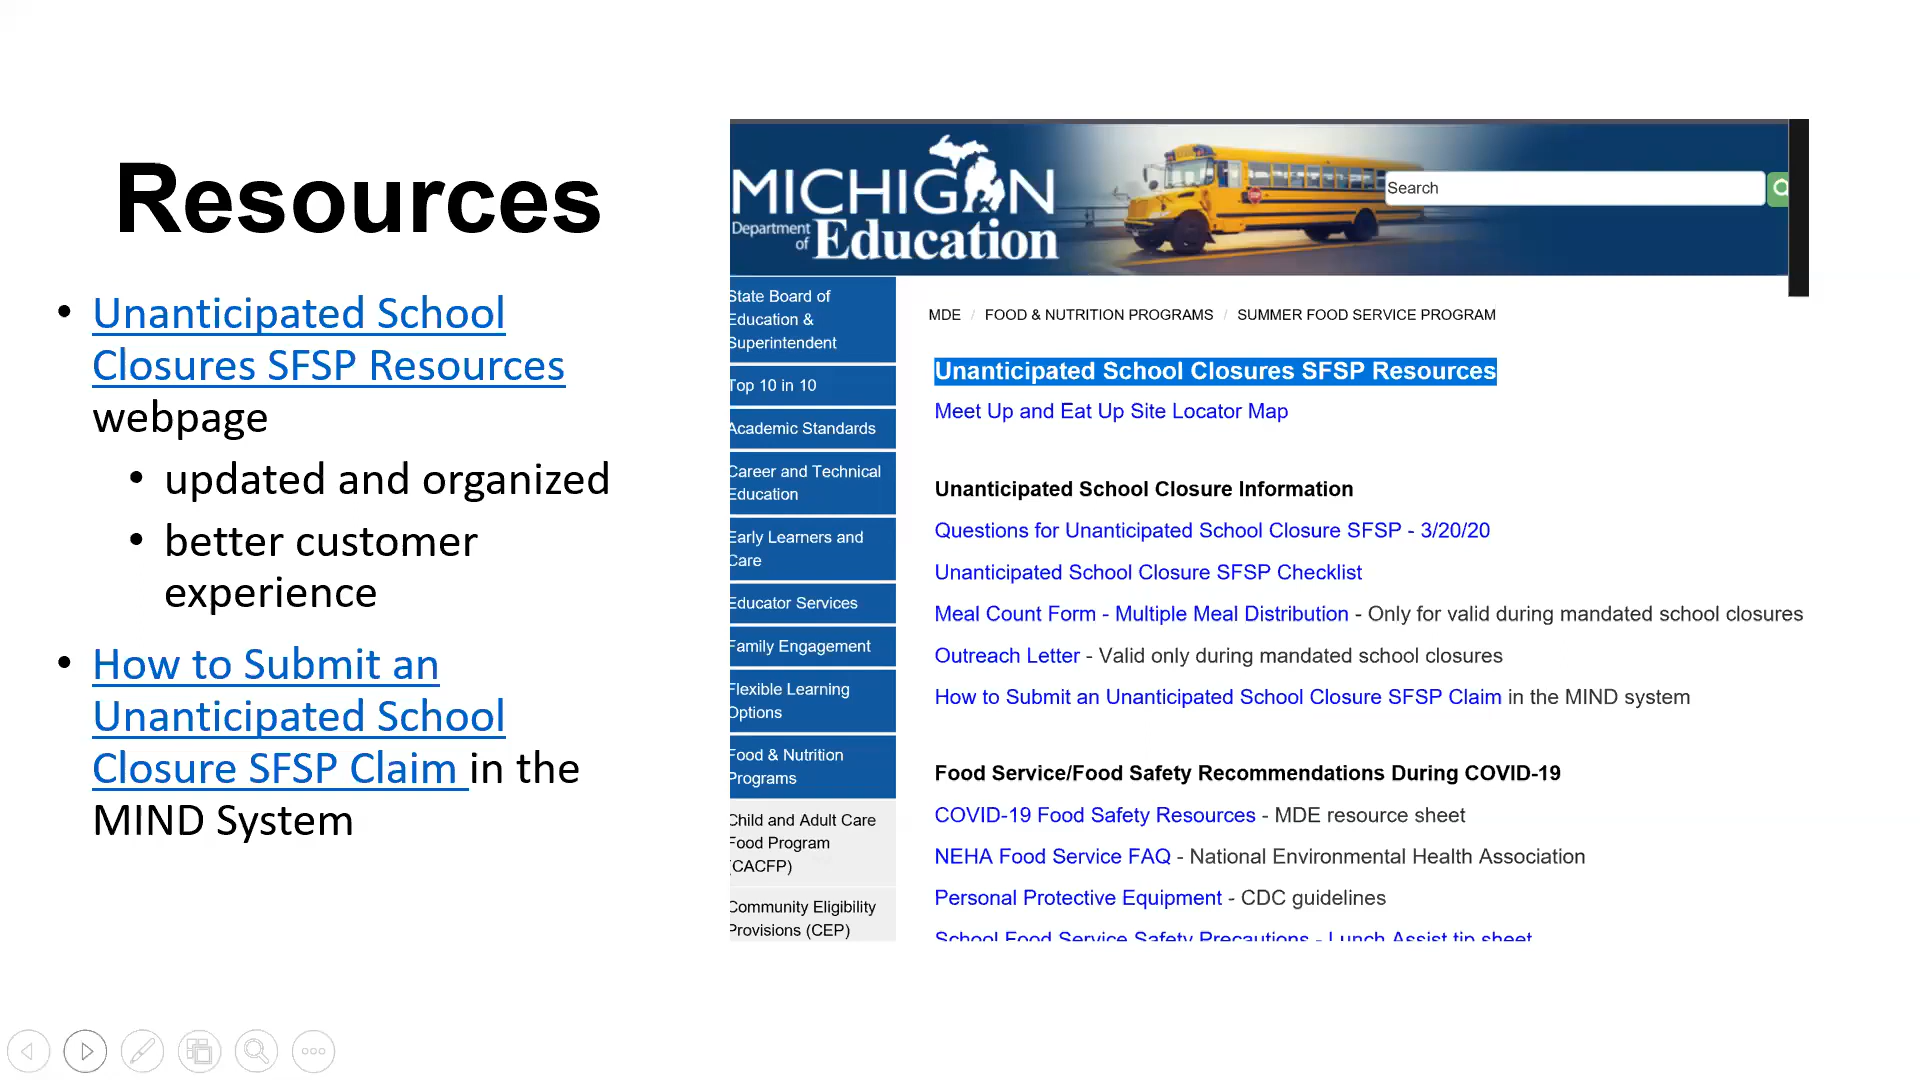 Resources
• Unanticipated School
Closures SFSP Resources
webpage
• updated and organized
• better customer
experience
• How to Submit an
Unanticipated School
Closure SFSP Claim in the
MIND System
MICHIGAN
Department
of Education
Search
State Board of
Education &
Superintendent
Top 10 in 10
Academic Standards
Career and Technical
Education
Early Learners and
Care
Educator Services
Family Engagement
Flexible Learning
Options
Food & Nutrition
Programs
Child and Adult Care
Food Program
(CACFP)
Community Eligibility
Provisions (CEP)
MDE / FOOD & NUTRITION PROGRAMS / SUMMER FOOD SERVICE PROGRAM
Unanticipated School Closures SFSP Resources
Meet Up and Eat Up Site Locator Map
Unanticipated School Closure Information
Questions for Unanticipated School Closure SFSP - 3/20/20
Unanticipated School Closure SFSP Checklist
Meal Count Form - Multiple Meal Distribution - Only for valid during mandated school closures
Outreach Letter - Valid only during mandated school closures
How to Submit an Unanticipated School Closure SFSP Claim in the MIND system
Food Service/Food Safety Recommendations During COVID-19
COVID-19 Food Safety Resources - MDE resource sheet
NEHA Food Service FAQ - National Environmental Health Association
Personal Protective Equipment - CDC guidelines
School Food Service Safety Precautions - Lunch Assist tip sheet